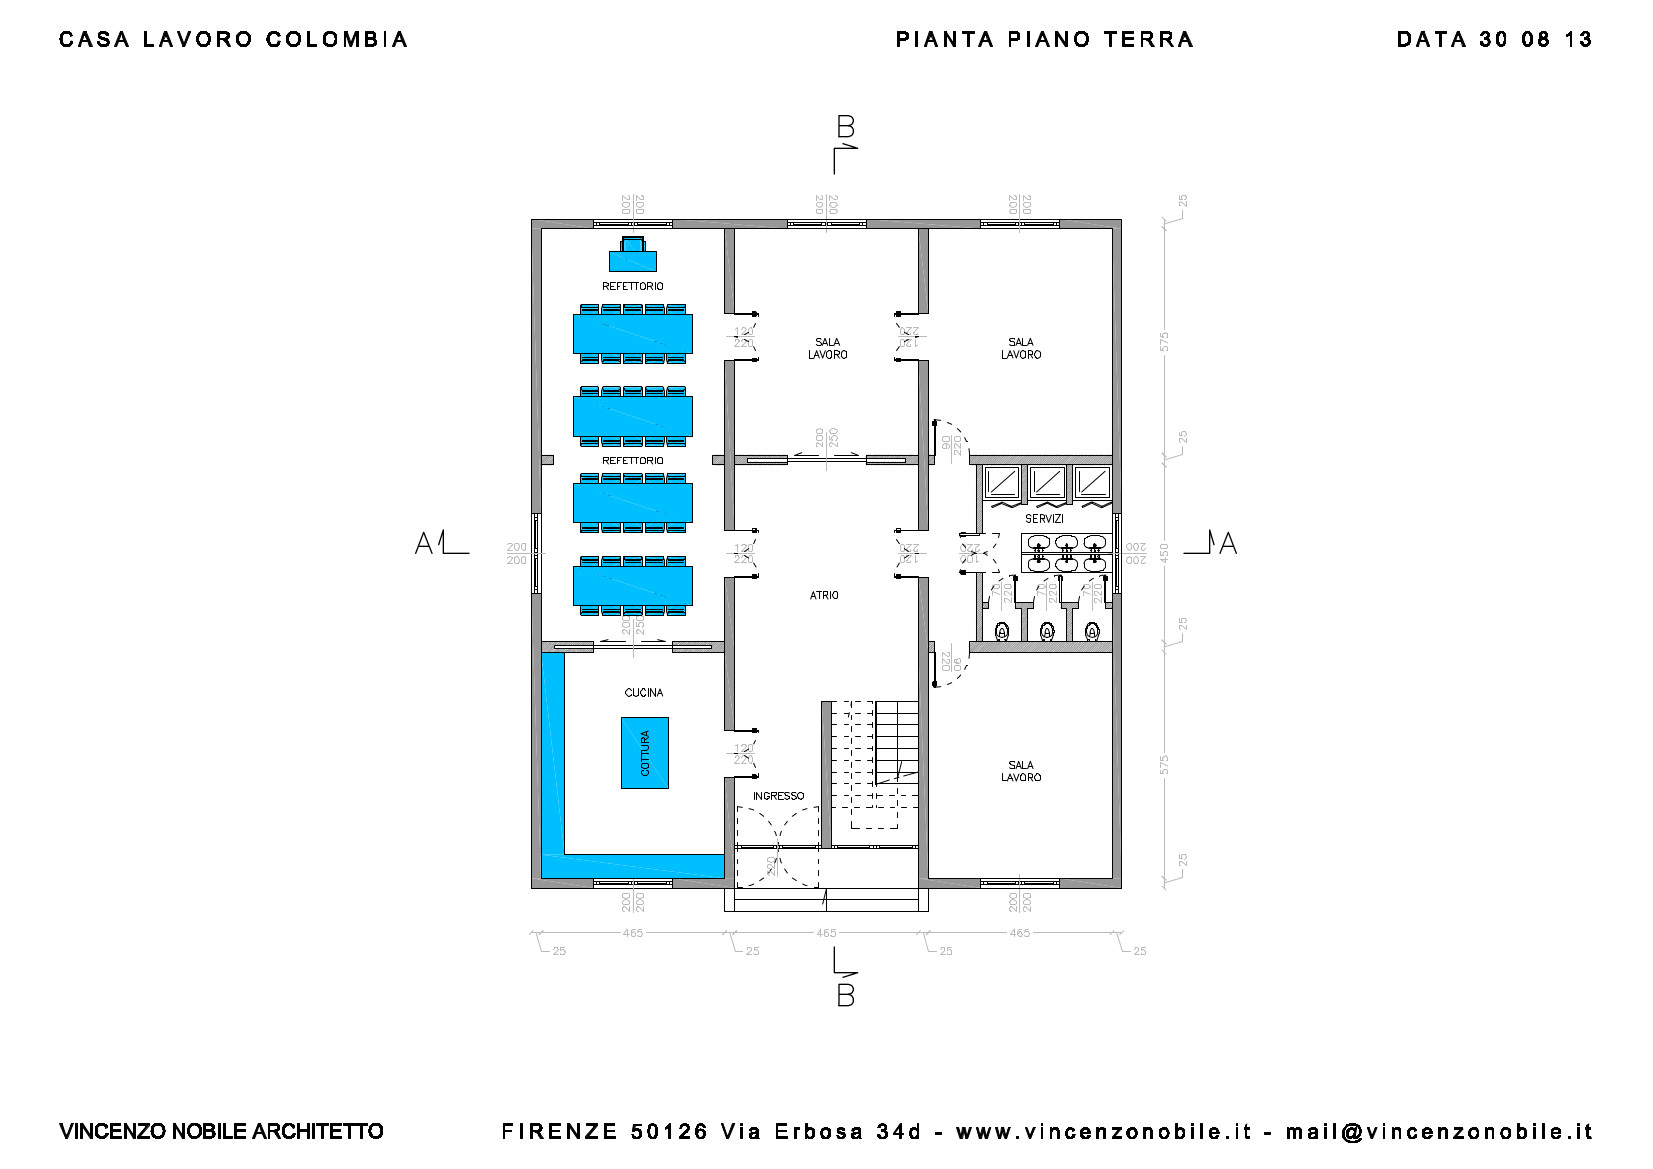 CASA LAVORO COLOMBIA
PIANTA PIANO TERRA
DATA 30 08 13
B
200 200
200 200
200 200
25
REFETTORIO
120 220
220 120
SALA
LAVORO
SALA
LAVORO
575
200 250
90 220
25
REFETTORIO
SERVIZI
A
200 200
120 220
220 120
220 100
200 200
450
A
70 220
70 220
70 220
ATRIO
200 250
25
220 90
CUCINA
COTTURA
120 220
SALA
LAVORO
575
INGRESSO
220
25
200 200
200 200
465
465
465
25
25
25
25
B
VINCENZO NOBILE ARCHITETTO
FIRENZE 50126 Via Erbosa 34d - www.vincenzonobile.it - mail@vincenzonobile.it